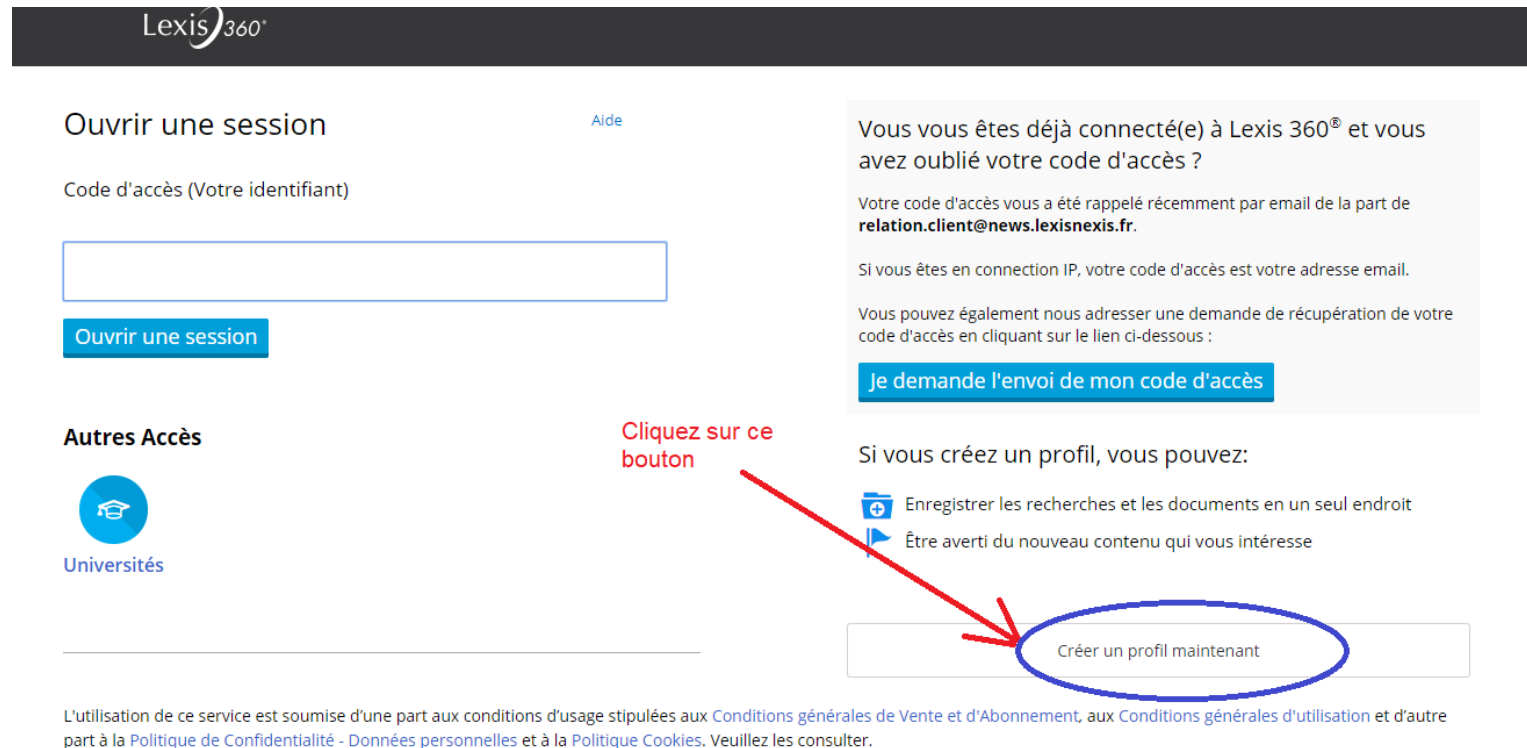 Lexis 360®
Ouvrir une session
Aide
Code d'accès (Votre identifiant)
Ouvrir une session
Autres Accès
Universités
Vous vous êtes déjà connecté(e) à Lexis 360® et vous
avez oublié votre code d'accès ?
Votre code d'accès vous a été rappelé récemment par email de la part de
relation.client@news.lexisnexis.fr.
Si vous êtes en connection IP, votre code d'accès est votre adresse email.
Vous pouvez également nous adresser une demande de récupération de votre
code d'accès en cliquant sur le lien ci-dessous :
Je demande l'envoi de mon code d'accès
Cliquez sur ce
bouton
Si vous créez un profil, vous pouvez:
Enregistrer les recherches et les documents en un seul endroit
Être averti du nouveau contenu qui vous intéresse
Créer un profil maintenant
L'utilisation de ce service est soumise d’une part aux conditions d’usage stipulées aux Conditions générales de Vente et d'Abonnement, aux Conditions générales d'utilisation et d’autre
part à la Politique de Confidentialité - Données personnelles et à la Politique Cookies. Veuillez les consulter.